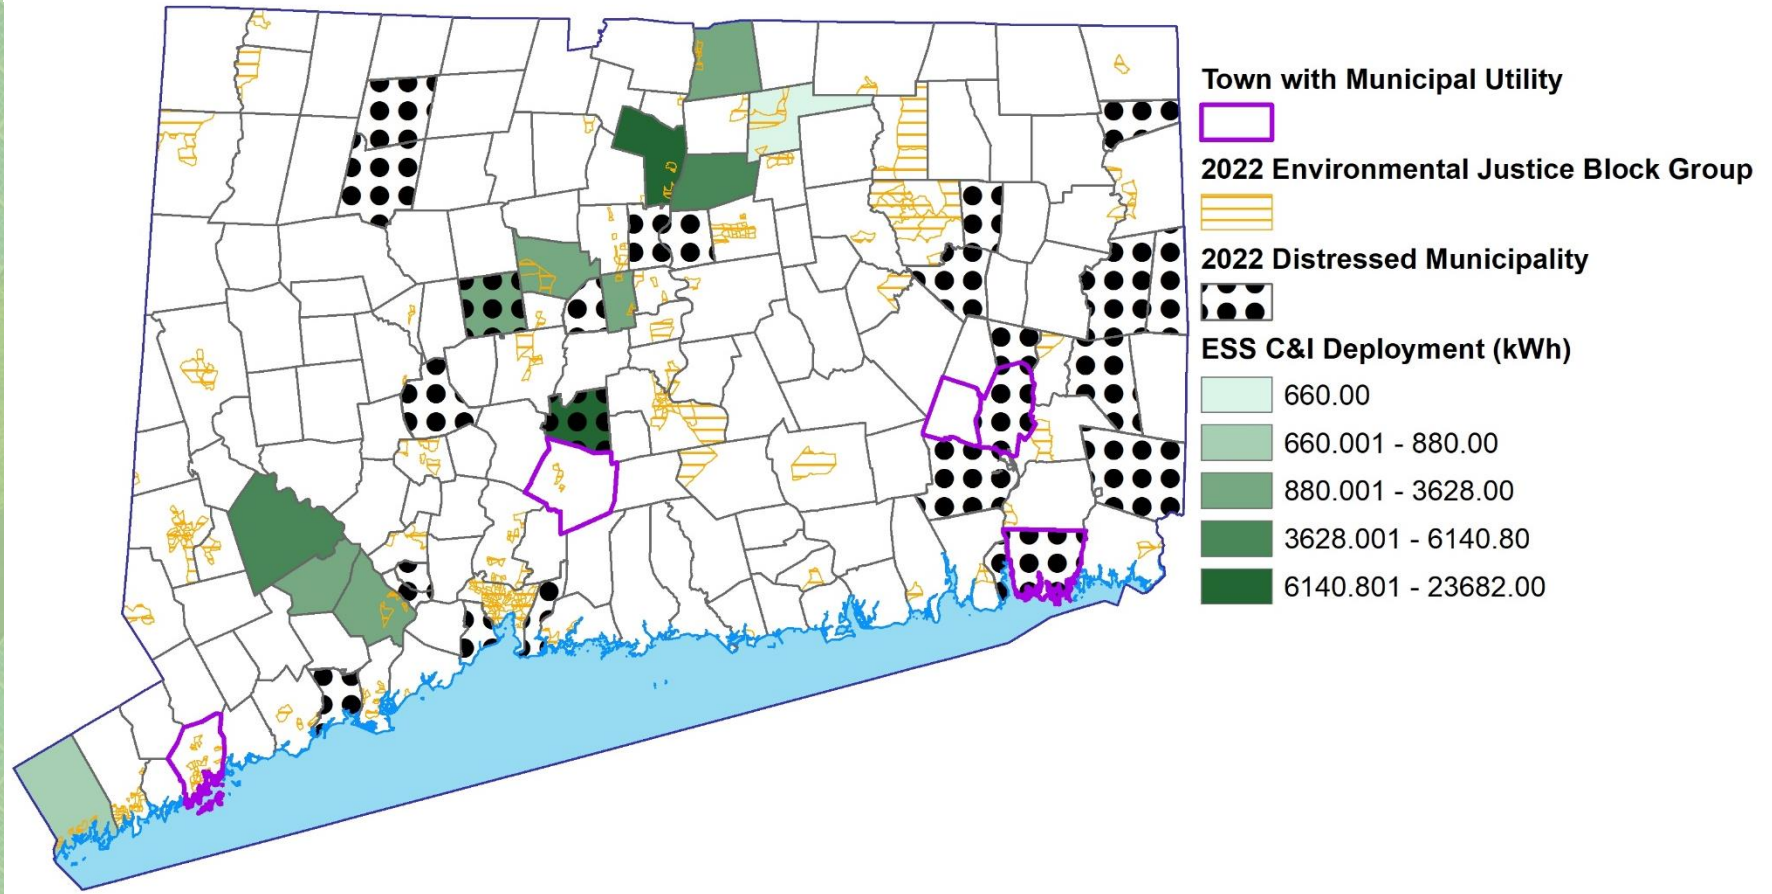 Town with Municipal Utility
2022 Environmental Justice Block Group
2022 Distressed Municipality
ESS C&I Deployment (kWh)
660.00
660.001 - 880.00
880.001 - 3628.00
3628.001 - 6140.80
6140.801 - 23682.00